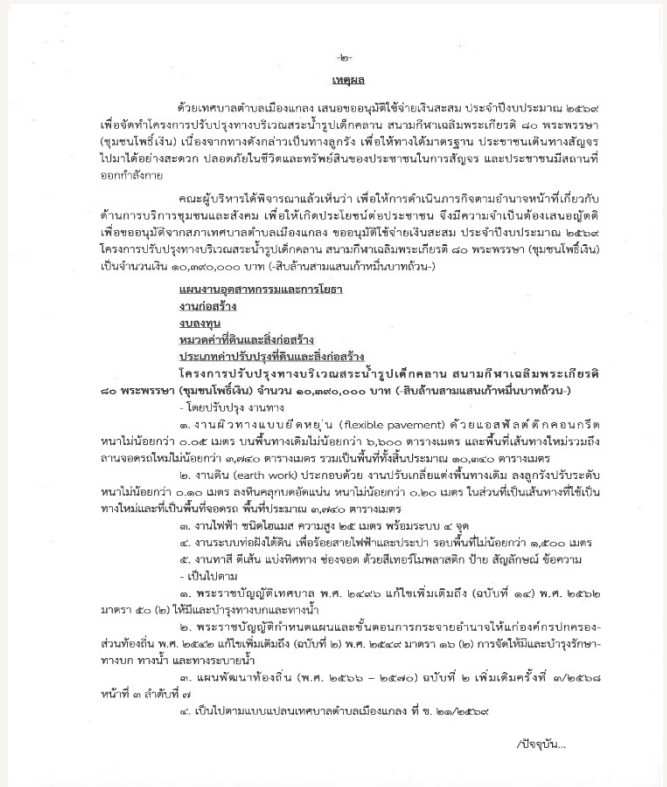 -๒-
เหตุผล
ด้วยเทศบาลตำบลเมืองแกลง เสนอขออนุมัติใช้จ่ายเงินสะสม ประจำปีงบประมาณ ๒๕๖๙
เพื่อจัดทำโครงการปรับปรุงทางบริเวณสระน้ำรูปเด็กคลาน สนามกีฬาเฉลิมพระเกียรติ ๘๐ พระพรรษา
(ชุมชนโพธิ์เงิน) เนื่องจากทางดังกล่าวเป็นทางลูกรัง เพื่อให้ทางได้มาตรฐาน ประชาชนเดินทางสัญจร
ไปมาได้อย่างสะดวก ปลอดภัยในชีวิตและทรัพย์สินของประชาชนในการสัญจร และประชาชนมีสถานที่
ออกกำลังกาย
คณะผู้บริหารได้พิจารณาแล้วเห็นว่า เพื่อให้การดำเนินภารกิจตามอำนาจหน้าที่เกี่ยวกับ
ด้านการบริการชุมชนและสังคม เพื่อให้เกิดประโยชน์ต่อประชาชน จึงมีความจำเป็นต้องเสนอญัตติ
เพื่อขออนุมัติจากสภาเทศบาลตำบลเมืองแกลง ขออนุมัติใช้จ่ายเงินสะสม ประจำปีงบประมาณ ๒๕๖๙
โครงการปรับปรุงทางบริเวณสระน้ำรูปเด็กคลาน สนามกีฬาเฉลิมพระเกียรติ ๘๐ พระพรรษา (ชุมชนโพธิ์เงิน)
เป็นจำนวนเงิน ๑๐,๓๙๐,๐๐๐ บาท (-สิบล้านสามแสนเก้าหมื่นบาทถ้วน-)
แผนงานอุตสาหกรรมและการโยธา
งานก่อสร้าง
งบลงทุน
หมวดค่าที่ดินและสิ่งก่อสร้าง
ประเภทค่าปรับปรุงที่ดินและสิ่งก่อสร้าง
โครงการปรับปรุงทางบริเวณสระน้ำรูปเด็กคลาน สนามกีฬาเฉลิมพระเกียรติ
๘๐ พระพรรษา (ชุมชนโพธิ์เงิน) จำนวน ๑๐,๓๙๐,๐๐๐ บาท (-สิบล้านสามแสนเก้าหมื่นบาทถ้วน-)
- โดยปรับปรุง งานทาง
๑. งานผิวทางแบบยืดหยุ่น (flexible pavement) ด้วยแอสฟัลต์ติกคอนกรีต
หนาไม่น้อยกว่า ๐.๐๕ เมตร บนพื้นทางเดิมไม่น้อยกว่า ๖,๖๐๐ ตารางเมตร และพื้นที่เส้นทางใหม่รวมถึง
ลานจอดรถใหม่ไม่น้อยกว่า ๓,๗๔๐ ตารางเมตร รวมเป็นพื้นที่ทั้งสิ้นประมาณ ๑๐,๓๔๐ ตารางเมตร
๒. งานดิน (earth work) ประกอบด้วย งานปรับเกลี่ยแต่งพื้นทางเดิม ลงลูกรังปรับระดับ
หนาไม่น้อยกว่า ๐.๑๐ เมตร ลงหินคลุกบดอัดแน่น หนาไม่น้อยกว่า ๐.๒๐ เมตร ในส่วนที่เป็นเส้นทางที่ใช้เป็น
ทางใหม่และที่เป็นพื้นที่จอดรถ พื้นที่ประมาณ ๓,๗๔๐ ตารางเมตร
๓. งานไฟฟ้า ชนิดไฮแมส ความสูง ๒๕ เมตร พร้อมระบบ ๔ จุด
๔. งานระบบท่อฝังใต้ดิน เพื่อร้อยสายไฟฟ้าและประปา รอบพื้นที่ไม่น้อยกว่า ๑,๕๐๐ เมตร
๕. งานทาสี ตีเส้น แบ่งทิศทาง ช่องจอด ด้วยสีเทอร์โมพลาสติก ป้าย สัญลักษณ์ ข้อความ
- เป็นไปตาม
๑. พระราชบัญญัติเทศบาล พ.ศ. ๒๔๙๖ แก้ไขเพิ่มเติมถึง (ฉบับที่ ๑๔) พ.ศ. ๒๕๖๒
มาตรา ๕๐ (๒) ให้มีและบำรุงทางบกและทางน้ำ
๒. พระราชบัญญัติกำหนดแผนและขั้นตอนการกระจายอำนาจให้แก่องค์กรปกครอง-
ส่วนท้องถิ่น พ.ศ. ๒๕๔๒ แก้ไขเพิ่มเติมถึง (ฉบับที่ ๒) พ.ศ. ๒๕๔๙ มาตรา ๑๖ (๒) การจัดให้มีและบำรุงรักษา-
ทางบก ทางน้ำ และทางระบายน้ำ
๓. แผนพัฒนาท้องถิ่น (พ.ศ. ๒๕๖๖ – ๒๕๗๐) ฉบับที่ ๒ เพิ่มเติมครั้งที่ ๓/๒๕๖๘
หน้าที่ ๓ ลำดับที่ ๗
๔. เป็นไปตามแบบแปลนเทศบาลตำบลเมืองแกลง ที่ ช. ๒๑/๒๕๖๙
/ปัจจุบัน...